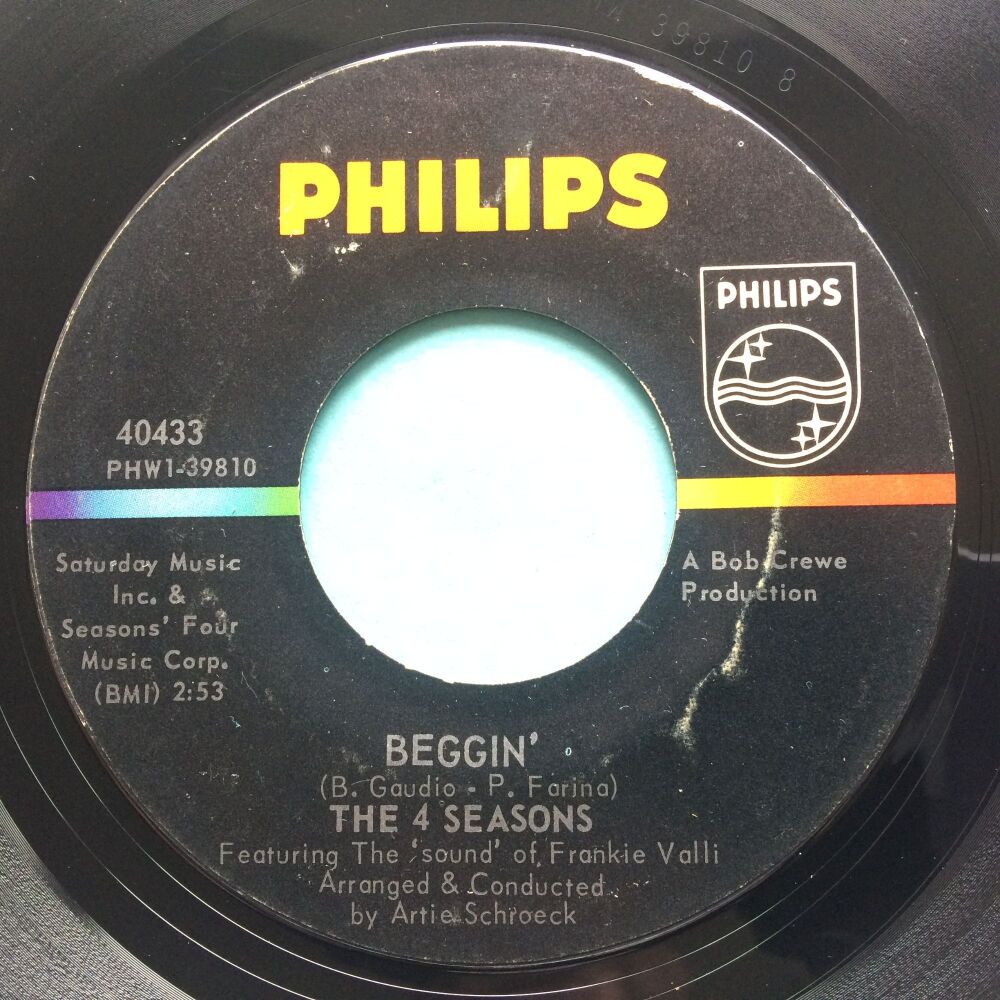 39810 8
PHILIPS
PHILIPS
40433
PHW1-39810
Saturday Music
Inc. &
Seasons' Four
Music Corp.
(BMI) 2:53
A Bob Crewe
Production
BEGGIN'
(B. Gaudio - P. Farina)
THE 4 SEASONS
Featuring The 'sound' of Frankie Valli
Arranged & Conducted
by Artie Schroeck